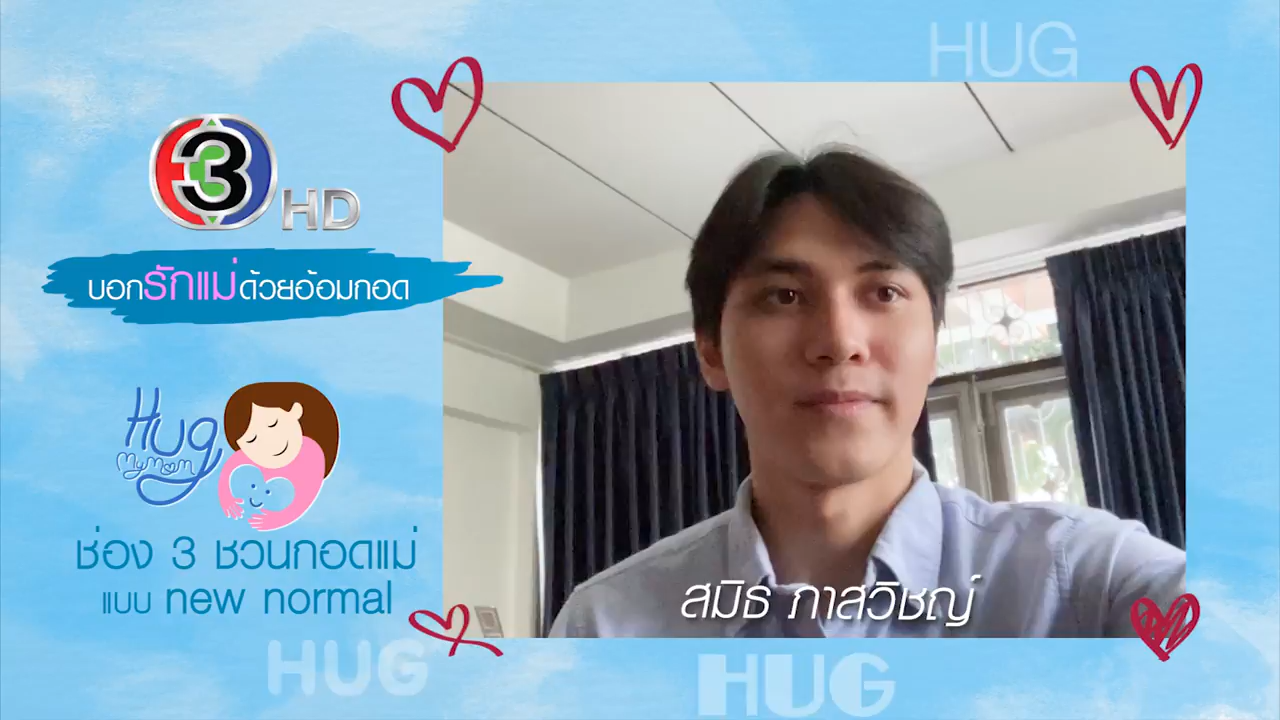 HUG
3 HD
บอกรักแม่ด้วยอ้อมกอด
Hug
My Mom
ช่อง 3 ชวนกอดแม่
แบบ new normal
สมิธ ภาสวิชญ์
HUG
HUG